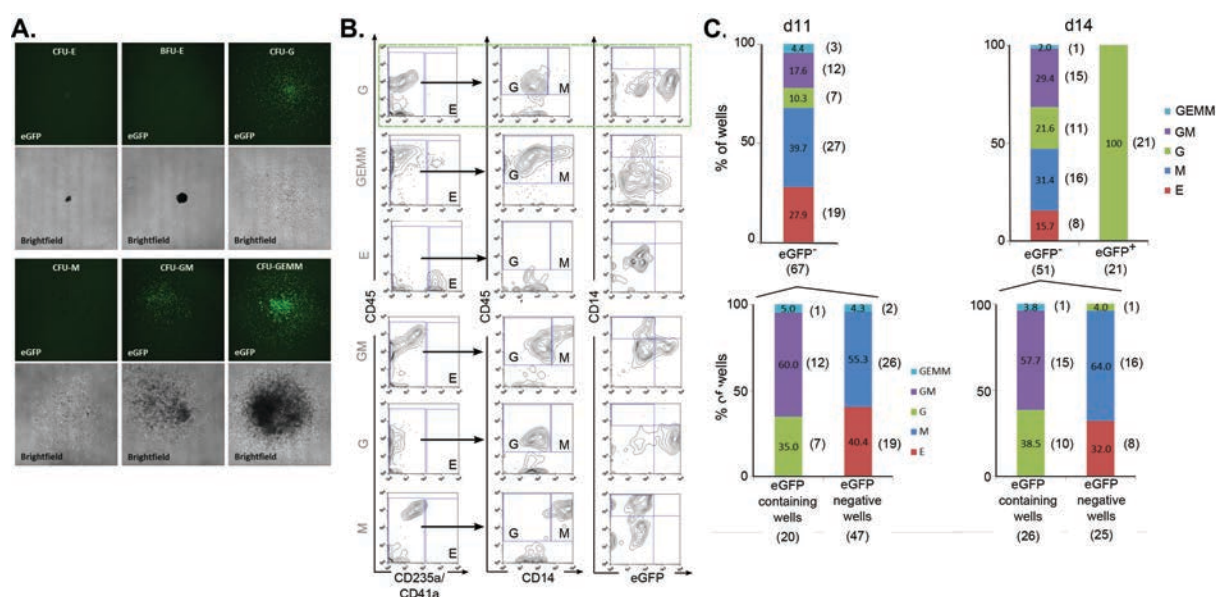 A.
CFU-E
BFU-E
CFU-G
eGFP
eGFP
eGFP
Brightfield
Brightfield
Brightfield
CFU-M
CFU-GM
CFU-GEMM
eGFP
eGFP
eGFP
Brightfield
Brightfield
Brightfield
B.
G
E
G
M
GEMM
E
G
M
E
E
G
M
GM
E
G
M
G
E
G
M
M
E
G
M
CD45
CD45
CD14
CD235a/
CD41a
CD14
eGFP
C.
d11
d14
% of wells
100
50
0
4.4 (3)
17.6 (12)
10.3 (7)
39.7 (27)
27.9 (19)
eGFP-
(67)
100
50
0
2.0 (1)
29.4 (15)
21.6 (11)
31.4 (16)
15.7 (8)
100 (21)
eGFP-
(51)
eGFP+
(21)
GEMM
GM
G
M
E
% of wells
100
50
0
5.0 (1)
60.0 (12)
35.0 (7)
4.3 (2)
55.3 (26)
40.4 (19)
eGFP
containing
wells
(20)
eGFP
negative
wells
(47)
GEMM
GM
G
M
E
100
50
0
3.8 (1)
57.7 (15)
38.5 (10)
4.0 (1)
64.0 (16)
32.0 (8)
eGFP
containing
wells
(26)
eGFP
negative
wells
(25)